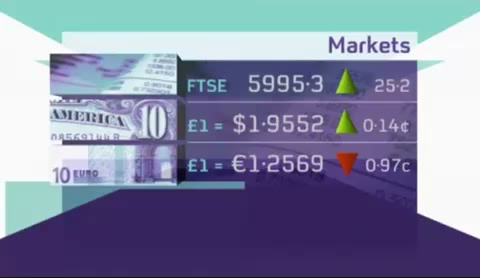 Markets
FTSE 5995·3 ▲ 25·2
AMERICA 10
£1 = $1·9552 ▲ 0·14¢
10 EURO
£1 = €1·2569 ▼ 0·97c